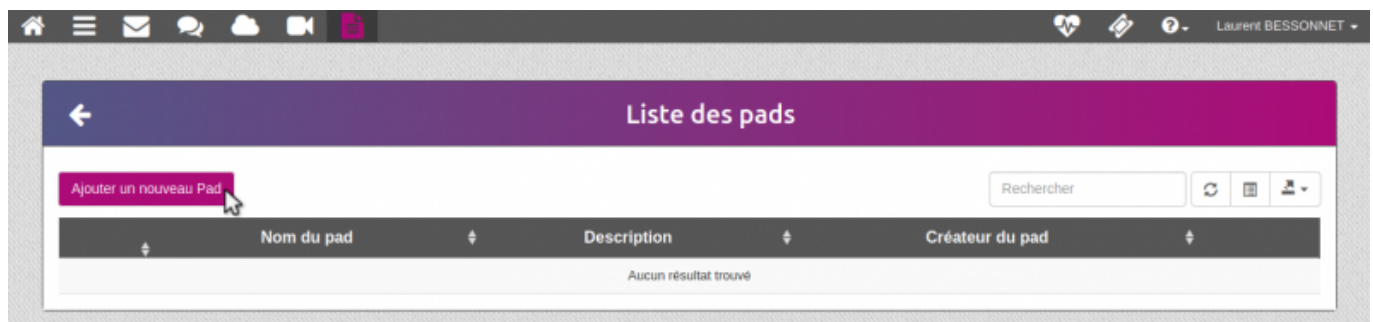 Laurent BESSONNET
Liste des pads
Ajouter un nouveau Pad
Rechercher
Nom du pad Description Créateur du pad
Aucun résultat trouvé